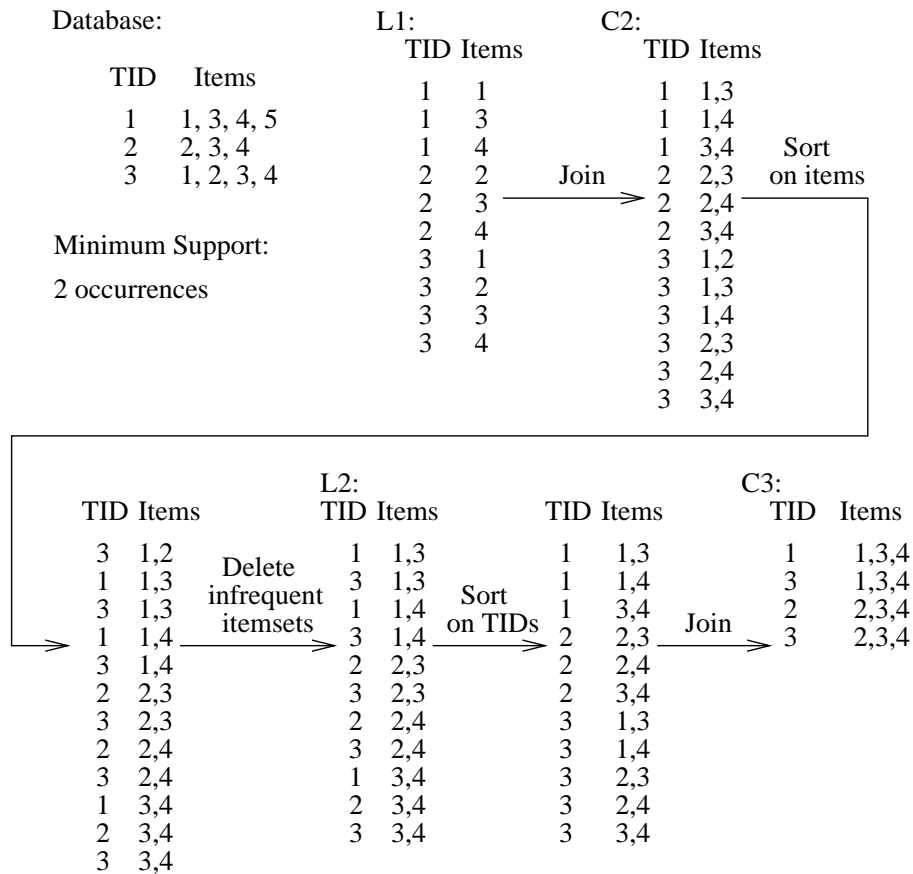 Database:
TID Items
1 1, 3, 4, 5
2 2, 3, 4
3 1, 2, 3, 4
Minimum Support:
2 occurrences
L1:
TID Items
1 1
1 3
1 4
2 2
2 3
2 4
3 1
3 2
3 3
3 4
Join
C2:
TID Items
1 1,3
1 1,4
1 3,4
2 2,3
2 2,4
2 3,4
3 1,2
3 1,3
3 1,4
3 2,3
3 2,4
3 3,4
Sort
on items
TID Items
3 1,2
1 1,3
3 1,3
1 1,4
3 1,4
2 2,3
3 2,3
2 2,4
3 2,4
1 3,4
2 3,4
3 3,4
Delete
infrequent
itemsets
L2:
TID Items
1 1,3
3 1,3
1 1,4
3 1,4
2 2,3
3 2,3
2 2,4
3 2,4
1 3,4
2 3,4
3 3,4
Sort
on TIDs
TID Items
1 1,3
1 1,4
1 3,4
2 2,3
2 2,4
2 3,4
3 1,3
3 1,4
3 2,3
3 2,4
3 3,4
Join
C3:
TID Items
1 1,3,4
3 1,3,4
2 2,3,4
3 2,3,4